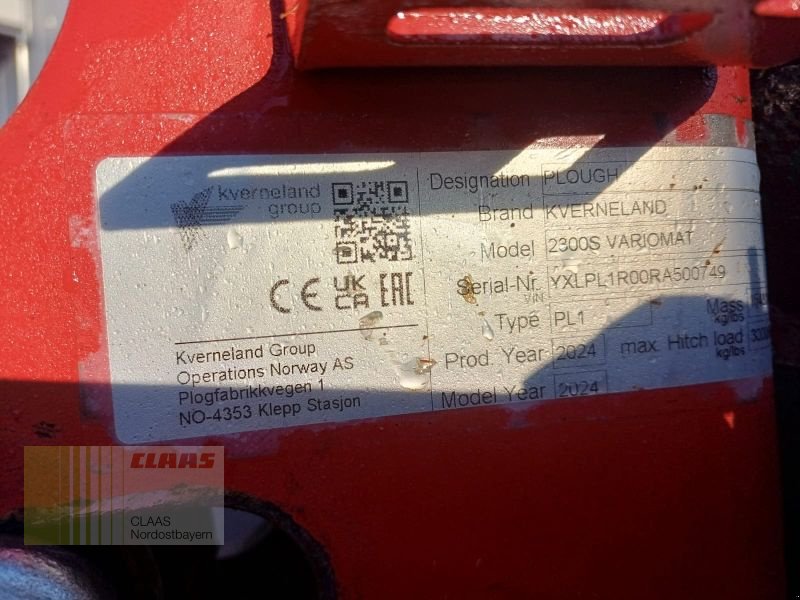 kverneland
group
CE UK
CA EAC
Kverneland Group
Operations Norway AS
Plogfabrikkvegen 1
NO-4353 Klepp Stasjon
Designation PLOUGH
Brand KVERNELAND
Model 2300S VARIOMAT
Serial-Nr. YXLPL1R00RA500749
VIN
Type PL1 Mass
kg/lbs
Prod Year 2024 max. Hitch load
kg/lbs
Model Year 2024
CLAAS
CLAAS
Nordostbayern